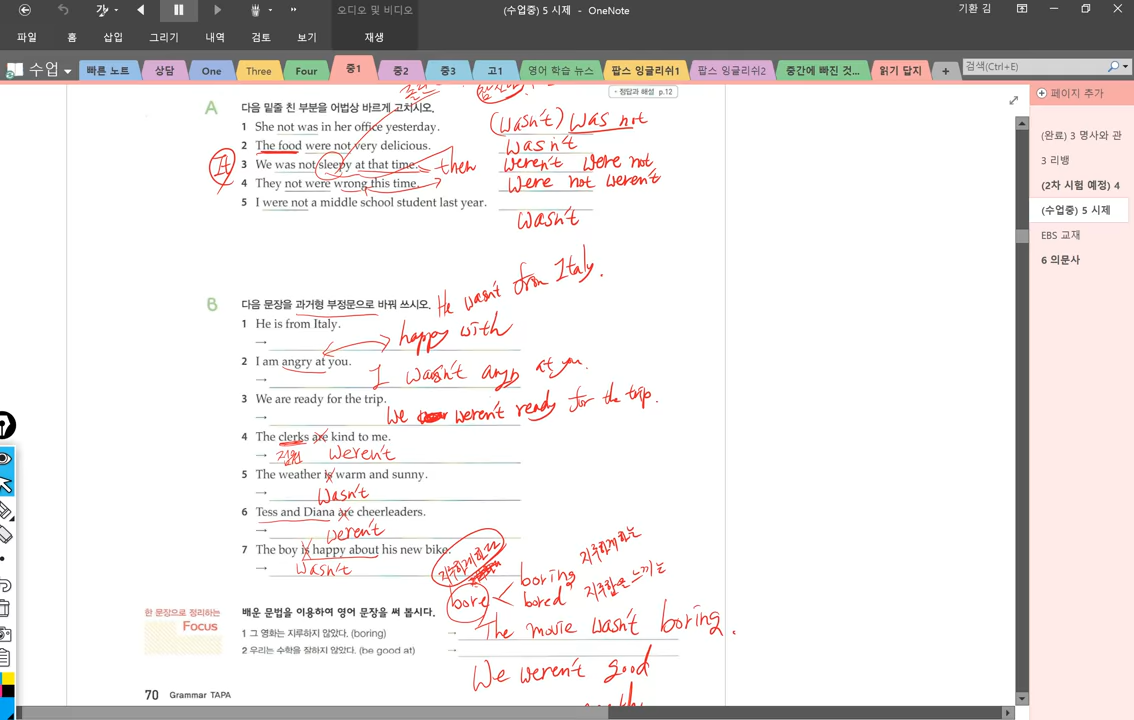 오디오 및 비디오
(수업중) 5 시제 - OneNote
기환 김
파일 홈 삽입 그리기 내역 검토 보기 재생
수업 빠른 노트 상담 One Three Four 중1 중2 중3 고1 영어 학습 뉴스 팝스 잉글리쉬1 팝스 잉글리쉬2 중간에 빠진 것... 읽기 답지 + 검색(Ctrl+E)
페이지 추가
(완료) 3 명사와 관
3 리뱅
(2차 시험 예정) 4
(수업중) 5 시제
EBS 교재
6 의문사
• 정답과 해설 p.12
A 다음 밑줄 친 부분을 어법상 바르게 고치시오.
1 She not was in her office yesterday. (wasn't) was not
2 The food were not very delicious. wasn't
3 We was not sleepy at that time. then weren't were not
4 They not were wrong this time. were not weren't
5 I were not a middle school student last year.
wasn't
B 다음 문장을 과거형 부정문으로 바꿔 쓰시오. He wasn't from Italy.
1 He is from Italy.
→ happy with
2 I am angry at you.
→ I wasn't angry at you.
3 We are ready for the trip.
→ We weren't ready for the trip.
4 The clerks are kind to me.
→ 직원 weren't
5 The weather is warm and sunny.
→ wasn't
6 Tess and Diana are cheerleaders.
→ weren't
7 The boy is happy about his new bike.
→ wasn't
지루하게 하다
bore
boring 지루하게 하는
bored 지루함을 느끼는
한 문장으로 정리하는
Focus
배운 문법을 이용하여 영어 문장을 써 봅시다.
1 그 영화는 지루하지 않았다. (boring) → The movie wasn't boring.
2 우리는 수학을 잘하지 않았다. (be good at) →
We weren't good
70 Grammar TAPA